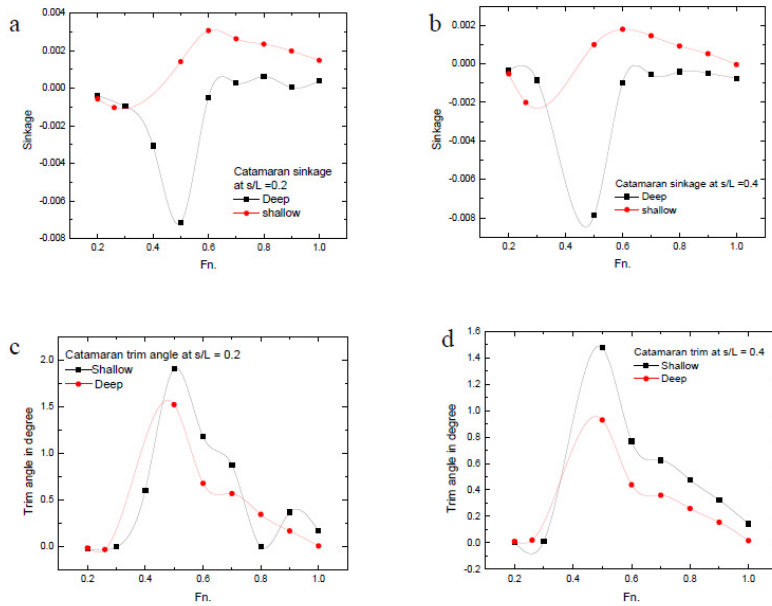 a
0.004
0.002
0.000
-0.002
-0.004
-0.006
-0.008
Sinkage
Catamaran sinkage
at s/L =0.2
Deep
shallow
0.2 0.4 0.6 0.8 1.0
Fn.
b
0.002
0.000
-0.002
-0.004
-0.006
-0.008
Sinkage
Catamaran sinkage at s/L =0.4
Deep
shallow
0.2 0.4 0.6 0.8 1.0
Fn.
c
2.0
1.5
1.0
0.5
0.0
Trim angle in degree
Catamaran trim angle at s/L = 0.2
Shallow
Deep
0.2 0.4 0.6 0.8 1.0
Fn.
d
1.6
1.4
1.2
1.0
0.8
0.6
0.4
0.2
0.0
-0.2
Trim angle in degree
Catamaran trim at s/L = 0.4
Shallow
Deep
0.2 0.4 0.6 0.8 1.0
Fn.